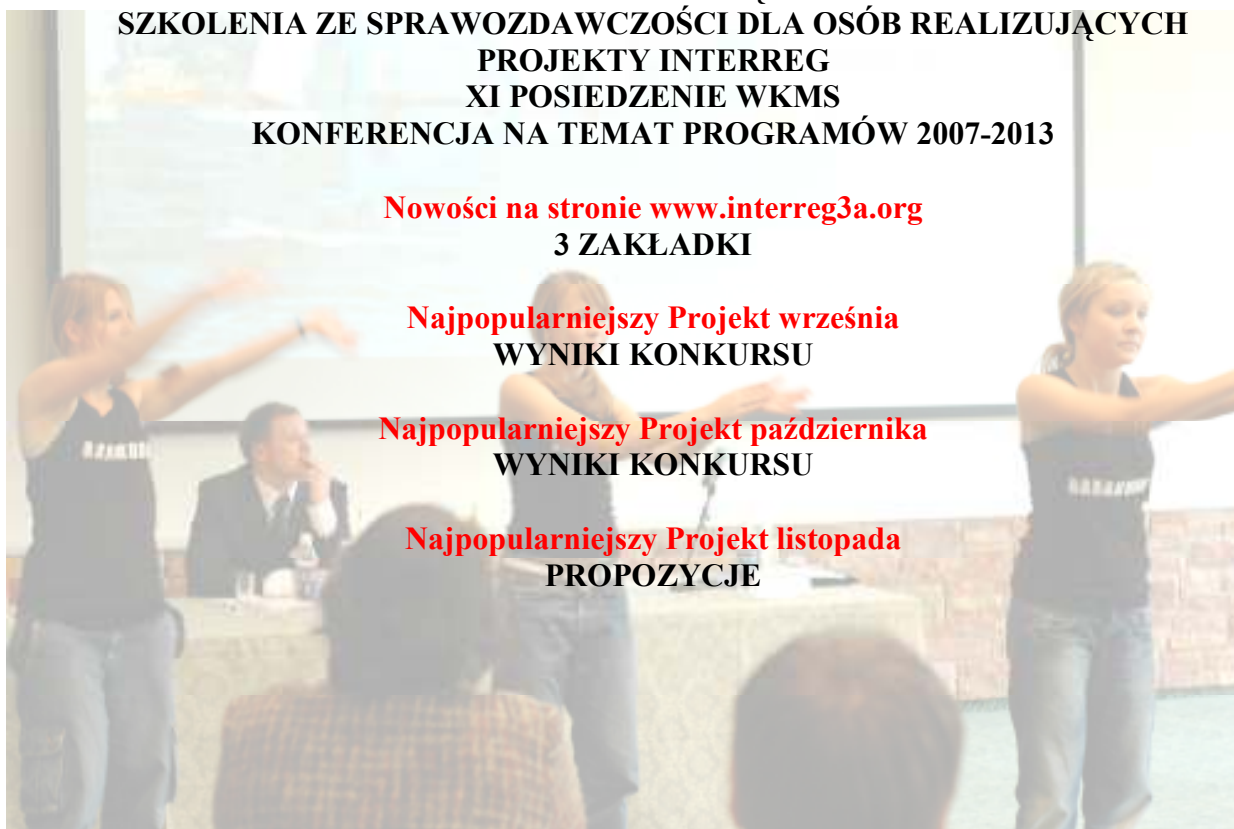 SZKOLENIA ZE SPRAWOZDAWCZOŚCI DLA OSÓB REALIZUJĄCYCH
PROJEKTY INTERREG
XI POSIEDZENIE WKMS
KONFERENCJA NA TEMAT PROGRAMÓW 2007-2013
Nowości na stronie www.interreg3a.org
3 ZAKŁADKI
Najpopularniejszy Projekt września
WYNIKI KONKURSU
Najpopularniejszy Projekt października
WYNIKI KONKURSU
Najpopularniejszy Projekt listopada
PROPOZYCJE